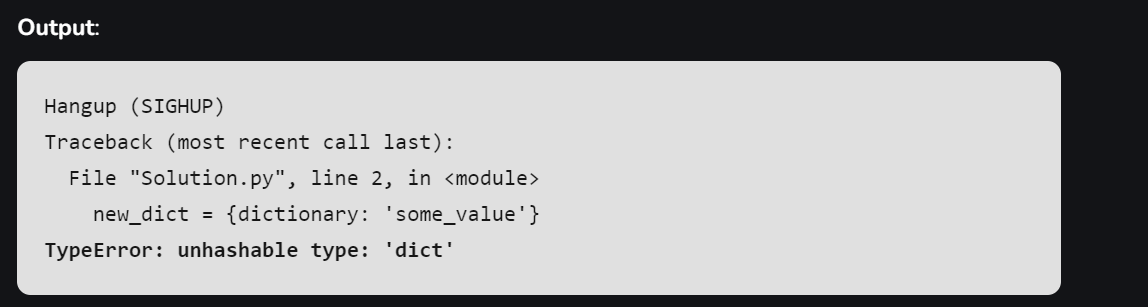 Output:
Hangup (SIGHUP)
Traceback (most recent call last):
  File "Solution.py", line 2, in <module>
    new_dict = {dictionary: 'some_value'}
TypeError: unhashable type: 'dict'